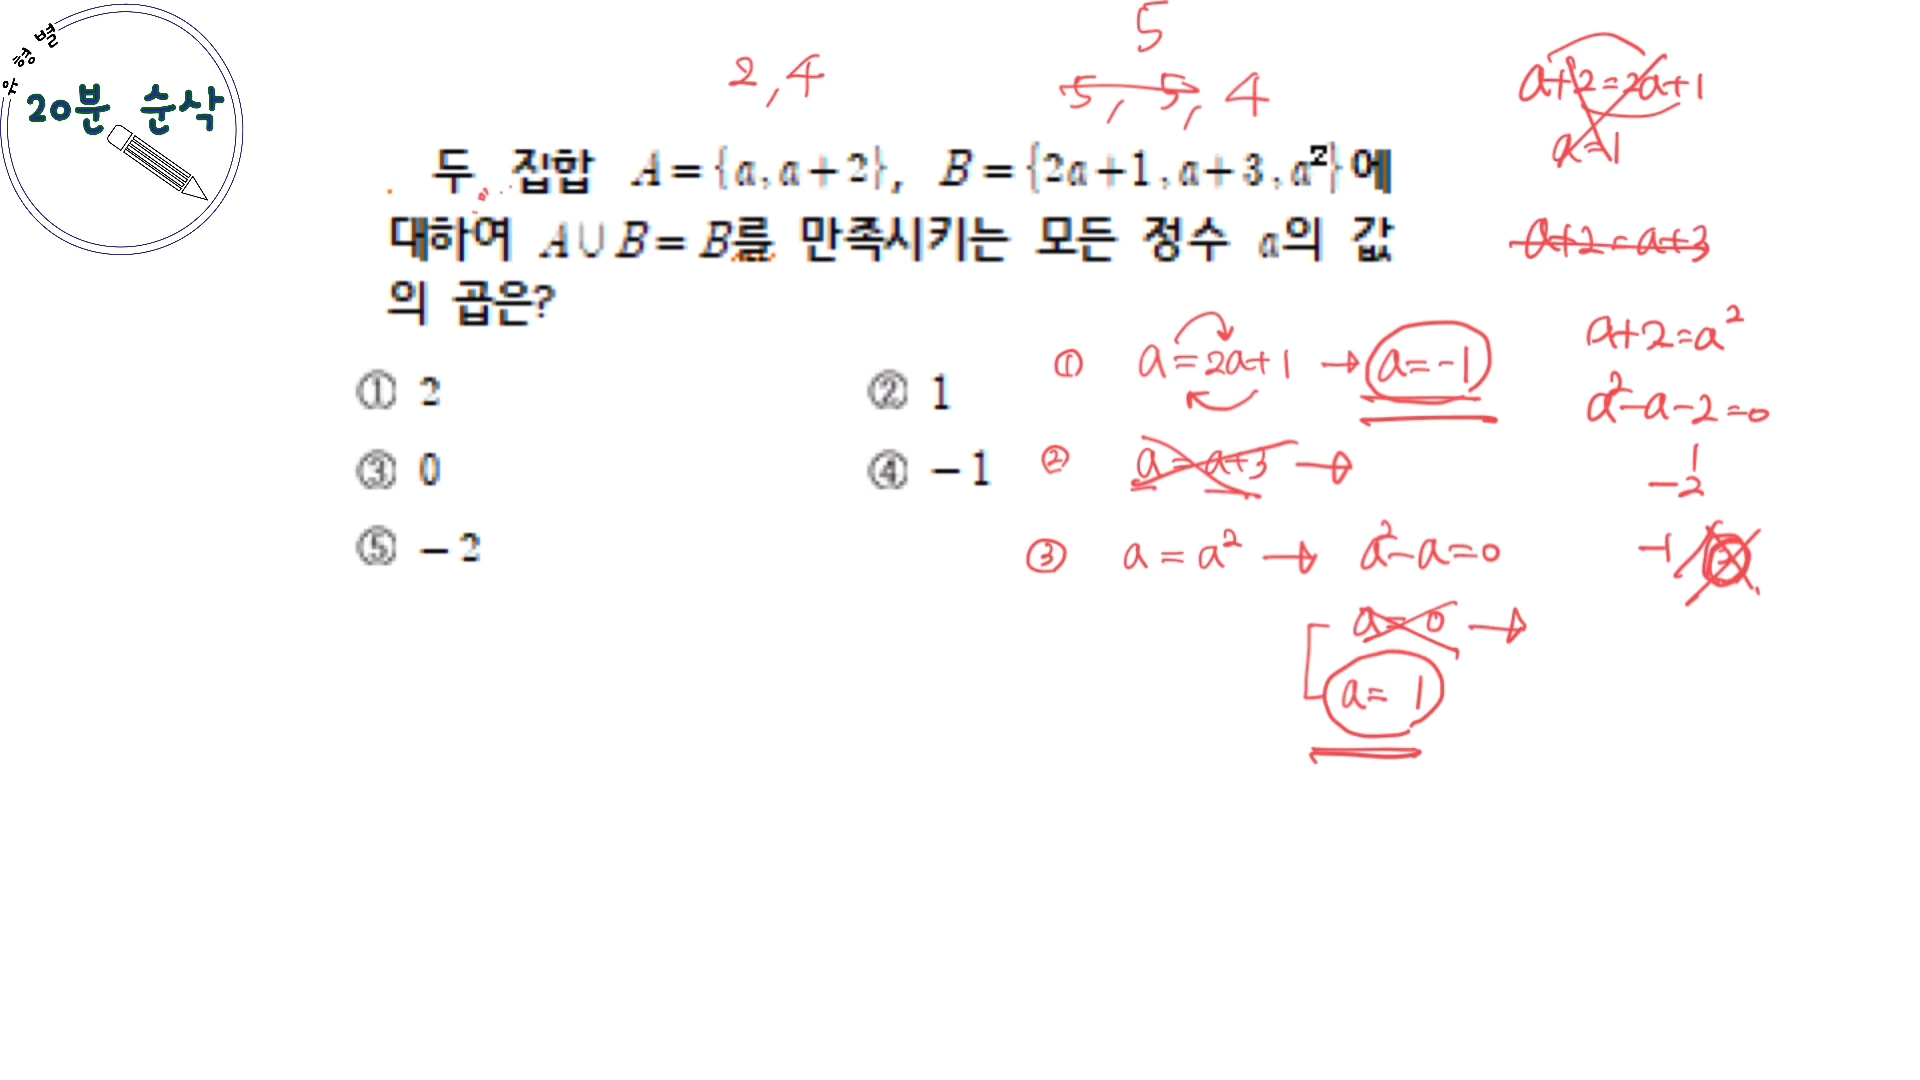 야 형 별
20분 순삭
5
2, 4
5, 5, 4
두 집합 A={a, a+2}, B={2a+1, a+3, a²}에
대하여 A∪B=B를 만족시키는 모든 정수 a의 값
의 곱은?
① 2
② 1
③ 0
④ -1
⑤ -2
① a=2a+1 → a=-1
② a=a+3 →
③ a=a² → a²-a=0
a=0 →
a=1
a+2=2a+1
a=1
a+2=a+3
a+2=a²
a²-a-2=0
1
-2
-1